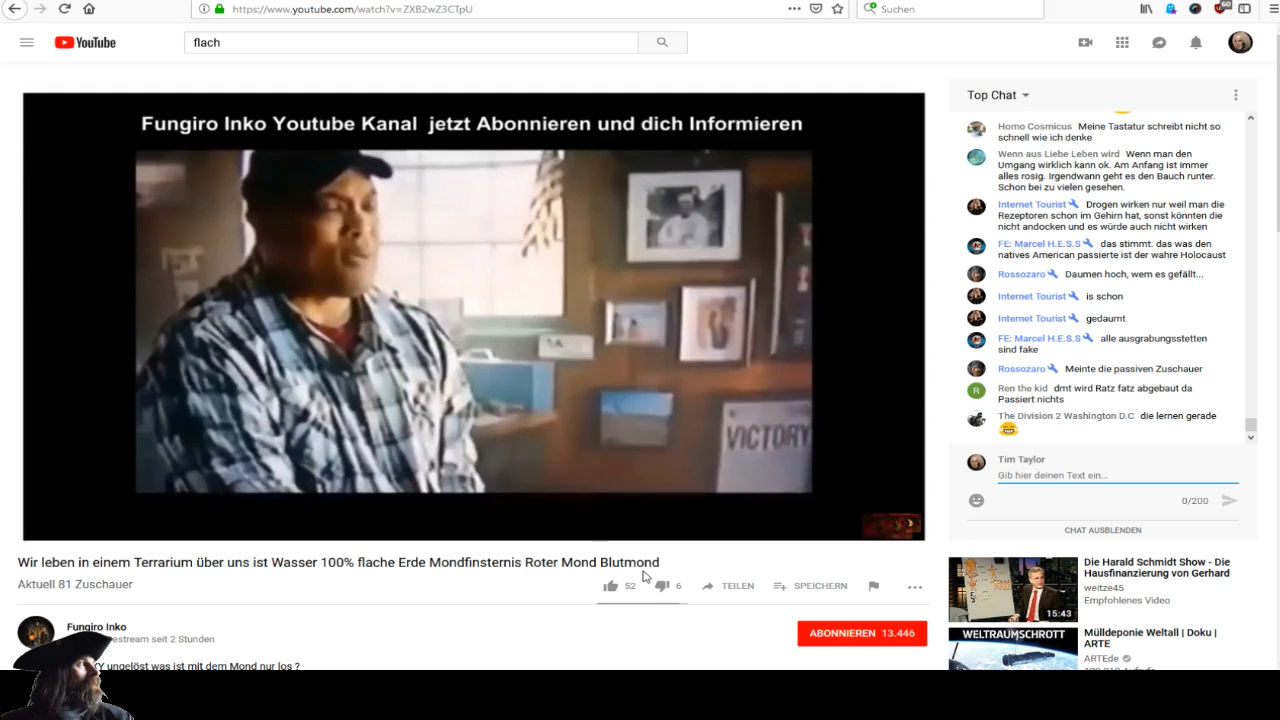 https://www.youtube.com/watch?v=ZXB2wZ3CTpU
Suchen
60
YouTube
flach
Fungiro Inko Youtube Kanal jetzt Abonnieren und dich Informieren
VICTORY
Top Chat
Homo Cosmicus Meine Tastatur schreibt nicht so
schnell wie ich denke
Wenn aus Liebe Leben wird Wenn man den
Umgang wirklich kann ok. Am Anfang ist immer
alles rosig. Irgendwann geht es den Bauch runter.
Schon bei zu vielen gesehen.
Internet Tourist Drogen wirken nur weil man die
Rezeptoren schon im Gehirn hat, sonst könnten die
nicht andocken und es würde auch nicht wirken
FE: Marcel H.E.S.S das stimmt. das was den
natives American passierte ist der wahre Holocaust
Rossozaro Daumen hoch, wem es gefällt...
Internet Tourist is schon
Internet Tourist gedaumt
FE: Marcel H.E.S.S alle ausgrabungsstetten
sind fake
Rossozaro Meinte die passiven Zuschauer
R
Ren the kid dmt wird Ratz fatz abgebaut da
Passiert nichts
The Division 2 Washington D.C die lernen gerade
Tim Taylor
Gib hier deinen Text ein...
0/200
CHAT AUSBLENDEN
Wir leben in einem Terrarium über uns ist Wasser 100% flache Erde Mondfinsternis Roter Mond Blutmond
Aktuell 81 Zuschauer
52
6
TEILEN
SPEICHERN
Fungiro Inko
estream seit 2 Stunden
ABONNIEREN 13.446
Y ungelöst was ist mit dem Mond nur los ?
15:43
Die Harald Schmidt Show - Die
Hausfinanzierung von Gerhard
weitze45
Empfohlenes Video
WELTRAUMSCHROTT
Mülldeponie Weltall | Doku |
ARTE
ARTEde